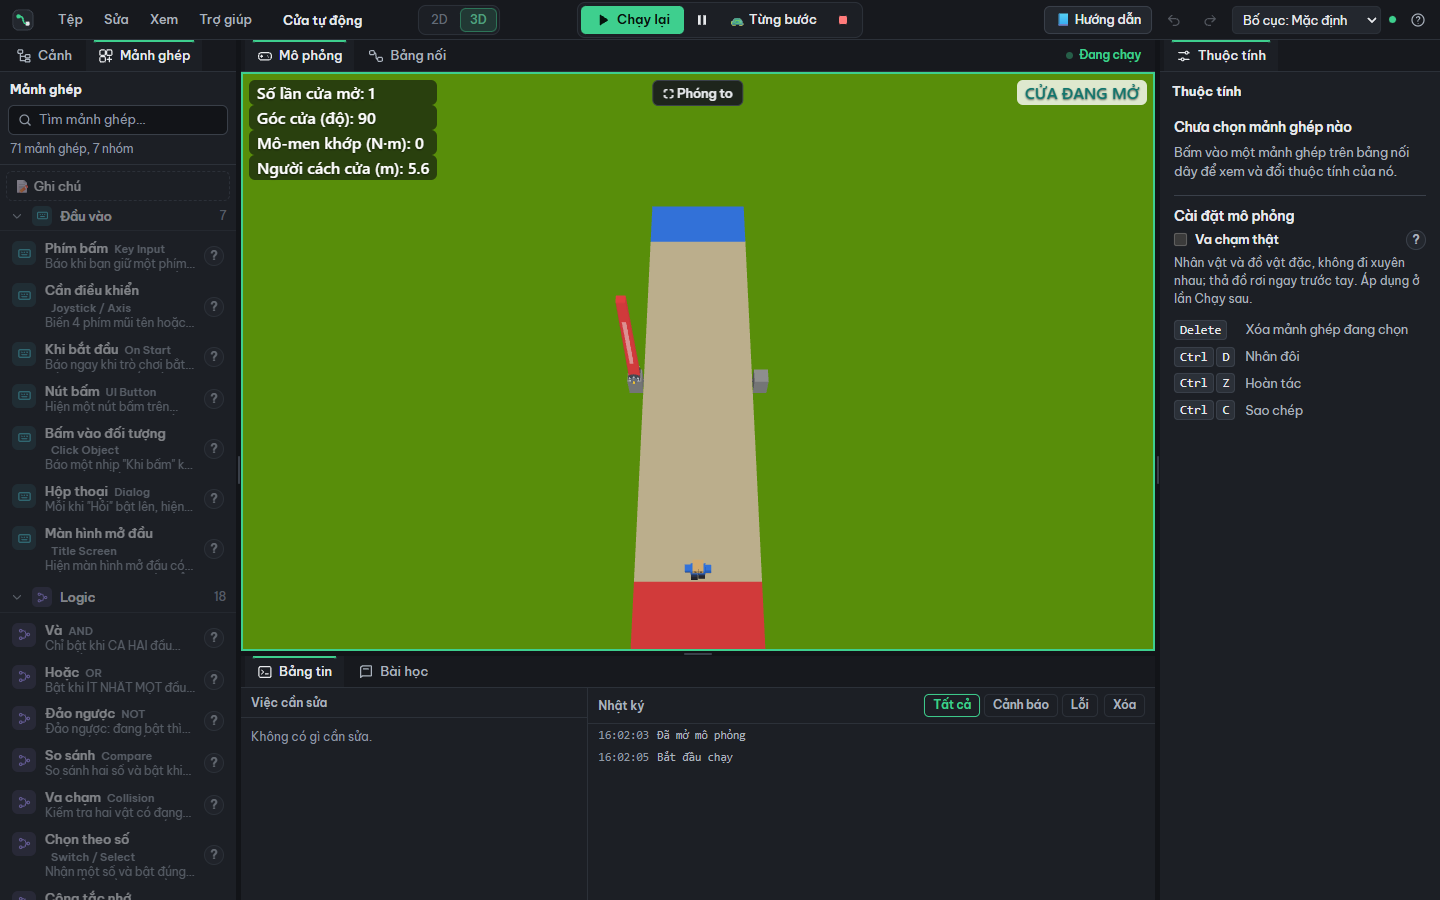 Tệp Sửa Xem Trợ giúp Cửa tự động 2D 3D Chạy lại Từng bước Hướng dẫn Bố cục: Mặc định
Cảnh Mảnh ghép
Mảnh ghép
Tìm mảnh ghép...
71 mảnh ghép, 7 nhóm
Ghi chú
Đầu vào 7
Phím bấm Key Input
Báo khi bạn giữ một phím...
Cần điều khiển
Joystick / Axis
Biến 4 phím mũi tên hoặc...
Khi bắt đầu On Start
Báo ngay khi trò chơi bắt...
Nút bấm UI Button
Hiện một nút bấm trên...
Bấm vào đối tượng
Click Object
Báo một nhịp "Khi bấm" k...
Hộp thoại Dialog
Mỗi khi "Hỏi" bật lên, hiện...
Màn hình mở đầu
Title Screen
Hiện màn hình mở đầu có...
Logic 18
Và AND
Chỉ bật khi CẢ HAI đầu...
Hoặc OR
Bật khi ÍT NHẤT MỘT đầu...
Đảo ngược NOT
Đảo ngược: đang bật thì...
So sánh Compare
So sánh hai số và bật khi...
Va chạm Collision
Kiểm tra hai vật có đang...
Chọn theo số
Switch / Select
Nhận một số và bật đúng...
Công tắc nhớ
Mô phỏng Bảng nối Đang chạy
Số lần cửa mở: 1
Góc cửa (độ): 90
Mô-men khớp (N·m): 0
Người cách cửa (m): 5.6
Phóng to
CỬA ĐANG MỞ
Bảng tin Bài học
Việc cần sửa
Không có gì cần sửa.
Nhật ký Tất cả Cảnh báo Lỗi Xóa
16:02:03 Đã mở mô phỏng
16:02:05 Bắt đầu chạy
Thuộc tính
Thuộc tính
Chưa chọn mảnh ghép nào
Bấm vào một mảnh ghép trên bảng nối
dây để xem và đổi thuộc tính của nó.
Cài đặt mô phỏng
Va chạm thật ?
Nhân vật và đồ vật đặc, không đi xuyên
nhau; thả đồ rơi ngay trước tay. Áp dụng ở
lần Chạy sau.
Delete Xóa mảnh ghép đang chọn
Ctrl D Nhân đôi
Ctrl Z Hoàn tác
Ctrl C Sao chép